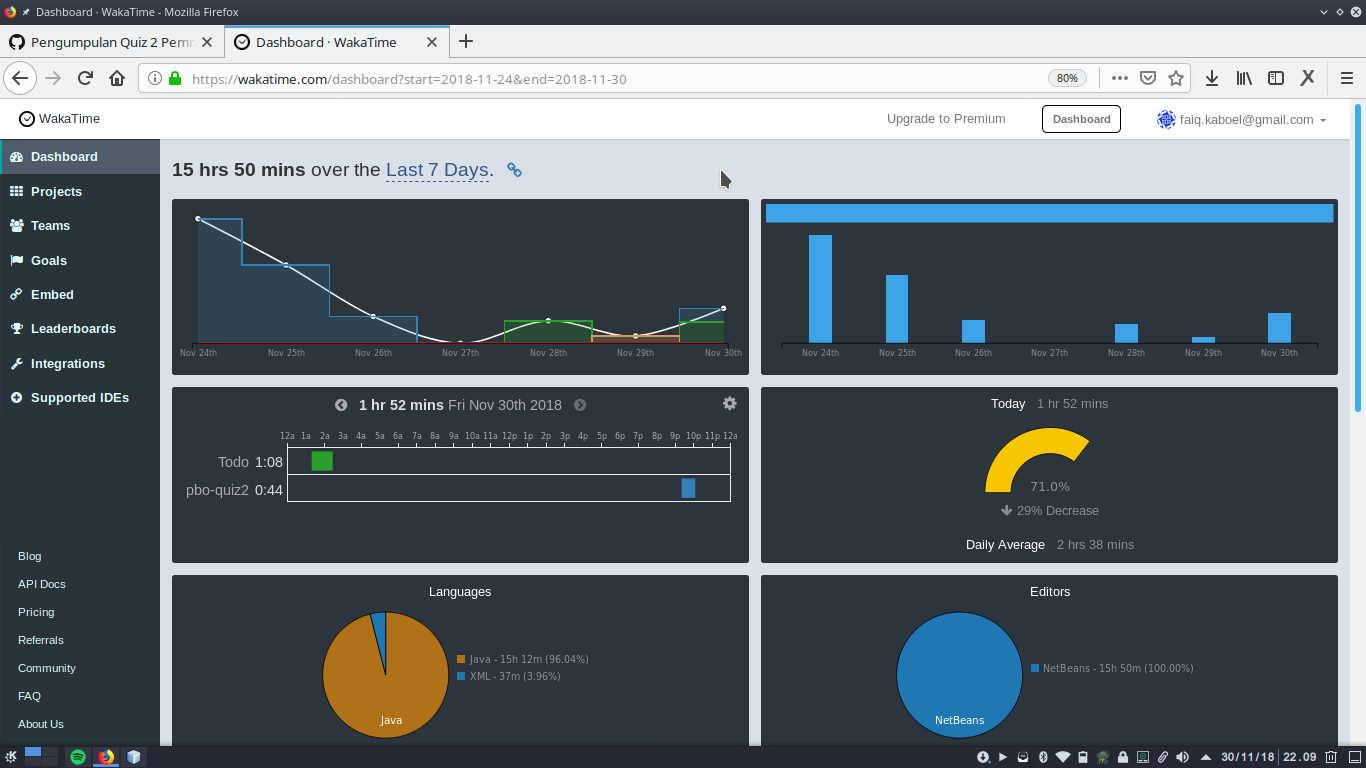 Dashboard · WakaTime - Mozilla Firefox
Pengumpulan Quiz 2 Pemr
Dashboard · WakaTime
https://wakatime.com/dashboard?start=2018-11-24&end=2018-11-30
80%
WakaTime
Upgrade to Premium
Dashboard
faiq.kaboel@gmail.com
Dashboard
Projects
Teams
Goals
Embed
Leaderboards
Integrations
Supported IDEs
Blog
API Docs
Pricing
Referrals
Community
FAQ
About Us
15 hrs 50 mins over the Last 7 Days.
Nov 24th Nov 25th Nov 26th Nov 27th Nov 28th Nov 29th Nov 30th
Nov 24th Nov 25th Nov 26th Nov 27th Nov 28th Nov 29th Nov 30th
1 hr 52 mins Fri Nov 30th 2018
12a 1a 2a 3a 4a 5a 6a 7a 8a 9a 10a 11a 12p 1p 2p 3p 4p 5p 6p 7p 8p 9p 10p 11p 12a
Todo 1:08
pbo-quiz2 0:44
Today 1 hr 52 mins
71.0%
29% Decrease
Daily Average 2 hrs 38 mins
Languages
Java - 15h 12m (96.04%)
XML - 37m (3.96%)
Java
Editors
NetBeans - 15h 50m (100.00%)
NetBeans
30/11/18 22.09